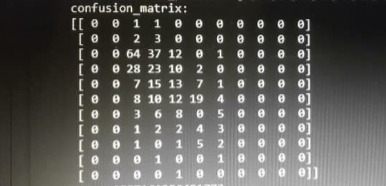 confusion_matrix:
[[ 0 0 1 1 0 0 0 0 0 0 0]
[ 0 0 2 3 0 0 0 0 0 0 0]
[ 0 0 64 37 12 0 1 0 0 0 0]
[ 0 0 28 23 10 2 0 0 0 0 0]
[ 0 0 7 15 13 7 1 0 0 0 0]
[ 0 0 8 10 12 19 4 0 0 0 0]
[ 0 0 3 6 8 0 5 0 0 0 0]
[ 0 0 1 2 2 4 3 0 0 0 0]
[ 0 0 1 0 1 5 2 0 0 0 0]
[ 0 0 0 1 0 0 1 0 0 0 0]
[ 0 0 0 0 1 0 0 0 0 0 0]]